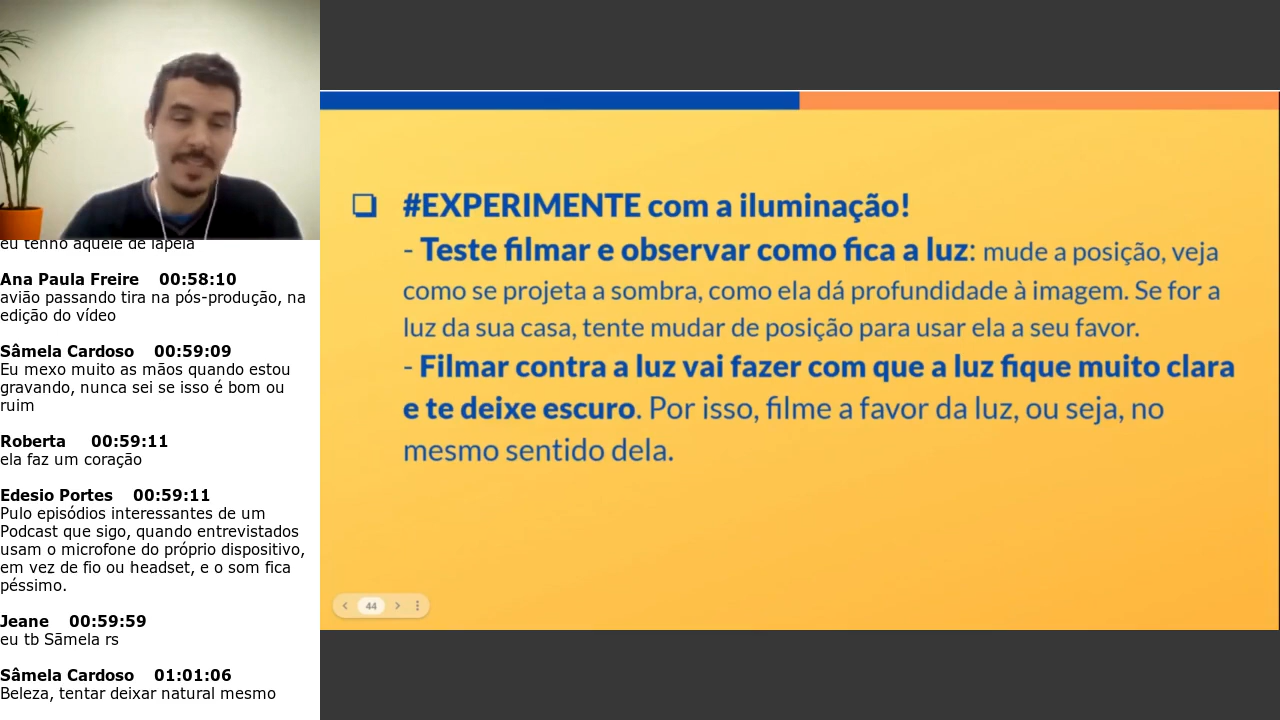 eu tenho aquele de lapela
Ana Paula Freire 00:58:10
avião passando tira na pós-produção, na
edição do vídeo
Sâmela Cardoso 00:59:09
Eu mexo muito as mãos quando estou
gravando, nunca sei se isso é bom ou
ruim
Roberta 00:59:11
ela faz um coração
Edesio Portes 00:59:11
Pulo episódios interessantes de um
Podcast que sigo, quando entrevistados
usam o microfone do próprio dispositivo,
em vez de fio ou headset, e o som fica
péssimo.
Jeane 00:59:59
eu tb Sãmela rs
Sâmela Cardoso 01:01:06
Beleza, tentar deixar natural mesmo
#EXPERIMENTE com a iluminação!
- Teste filmar e observar como fica a luz: mude a posição, veja
como se projeta a sombra, como ela dá profundidade à imagem. Se for a
luz da sua casa, tente mudar de posição para usar ela a seu favor.
- Filmar contra a luz vai fazer com que a luz fique muito clara
e te deixe escuro. Por isso, filme a favor da luz, ou seja, no
mesmo sentido dela.
44